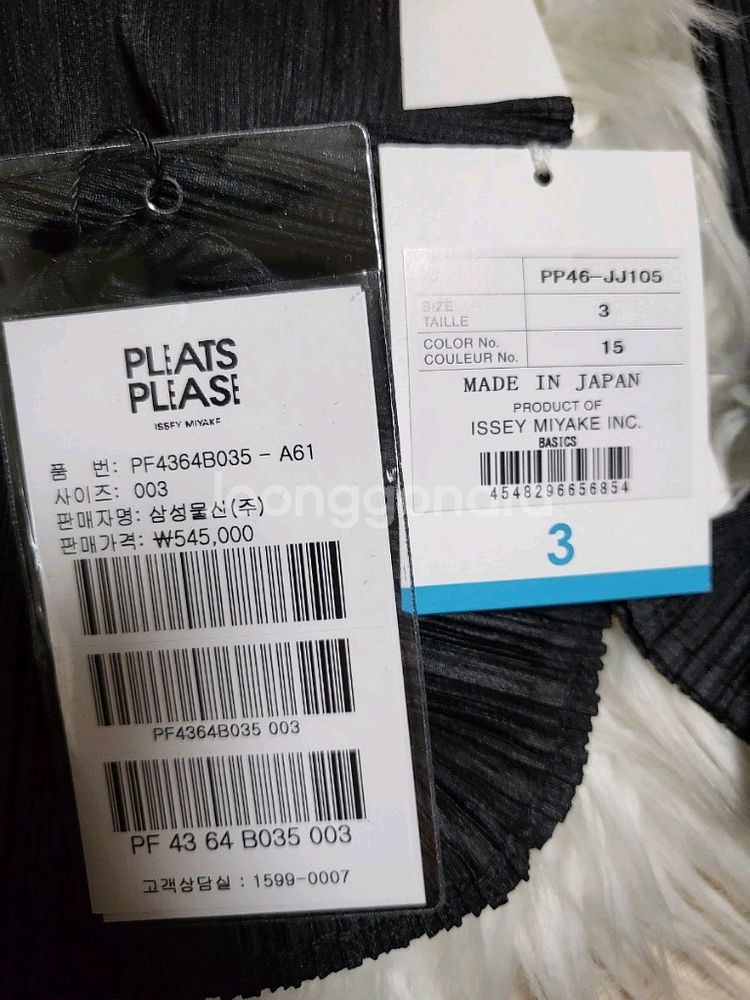 PLEATS
PLEASE
ISSEY MIYAKE
품 번: PF4364B035 - A61
사이즈: 003
판매자명: 삼성물산(주)
판매가격: ₩545,000
PF4364B035 003
PF 43 64 B035 003
고객상담실 : 1599-0007
PP46-JJ105
SIZE
TAILLE
3
COLOR No.
COULEUR No.
15
MADE IN JAPAN
PRODUCT OF
ISSEY MIYAKE INC.
BASICS
4548296656854
3
joonggonara